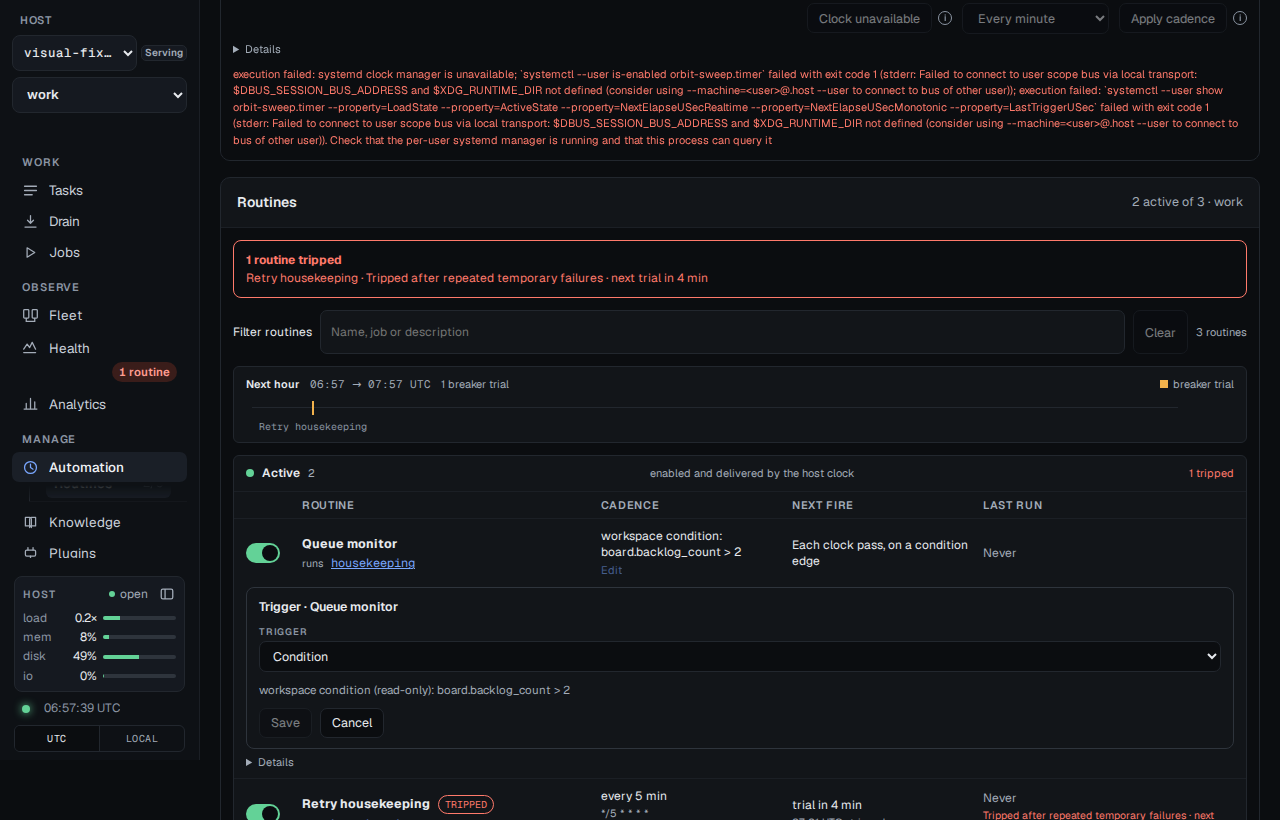 HOST
visual-fix…
Serving
work
WORK
Tasks
Drain
Jobs
OBSERVE
Fleet
Health
1 routine
Analytics
MANAGE
Automation
Knowledge
Plugins
HOST
open
load 0.2×
mem 8%
disk 49%
io 0%
06:57:39 UTC
UTC
LOCAL
Clock unavailable
Every minute
Apply cadence
Details
execution failed: systemd clock manager is unavailable; `systemctl --user is-enabled orbit-sweep.timer` failed with exit code 1 (stderr: Failed to connect to user scope bus via local transport:
$DBUS_SESSION_BUS_ADDRESS and $XDG_RUNTIME_DIR not defined (consider using --machine=<user>@.host --user to connect to bus of other user)); execution failed: `systemctl --user show
orbit-sweep.timer --property=LoadState --property=ActiveState --property=NextElapseUSecRealtime --property=NextElapseUSecMonotonic --property=LastTriggerUSec` failed with exit code 1
(stderr: Failed to connect to user scope bus via local transport: $DBUS_SESSION_BUS_ADDRESS and $XDG_RUNTIME_DIR not defined (consider using --machine=<user>@.host --user to connect to
bus of other user)). Check that the per-user systemd manager is running and that this process can query it
Routines
2 active of 3 · work
1 routine tripped
Retry housekeeping · Tripped after repeated temporary failures · next trial in 4 min
Filter routines
Name, job or description
Clear
3 routines
Next hour 06:57 → 07:57 UTC 1 breaker trial
breaker trial
Retry housekeeping
Active 2
enabled and delivered by the host clock
1 tripped
ROUTINE
CADENCE
NEXT FIRE
LAST RUN
Queue monitor
runs housekeeping
workspace condition:
board.backlog_count > 2
Edit
Each clock pass, on a condition
edge
Never
Trigger · Queue monitor
TRIGGER
Condition
workspace condition (read-only): board.backlog_count > 2
Save
Cancel
Details
Retry housekeeping
TRIPPED
every 5 min
*/5 * * * *
trial in 4 min
Never
Tripped after repeated temporary failures · next